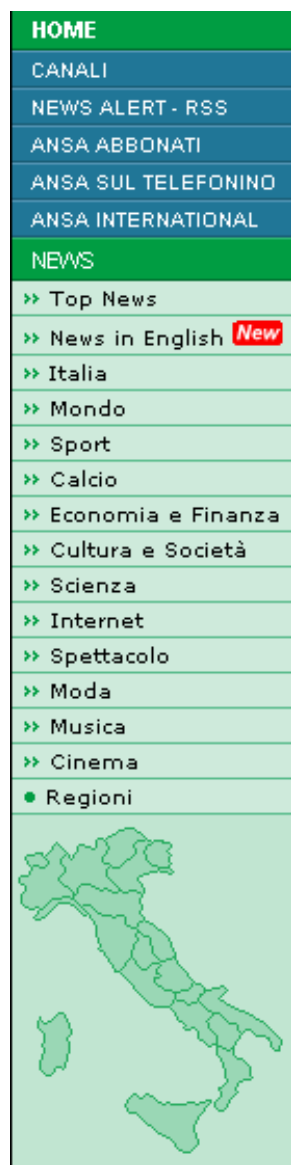 HOME
CANALI
NEWS ALERT - RSS
ANSA ABBONATI
ANSA SUL TELEFONINO
ANSA INTERNATIONAL
NEWS
›› Top News
›› News in English New
›› Italia
›› Mondo
›› Sport
›› Calcio
›› Economia e Finanza
›› Cultura e Società
›› Scienza
›› Internet
›› Spettacolo
›› Moda
›› Musica
›› Cinema
• Regioni